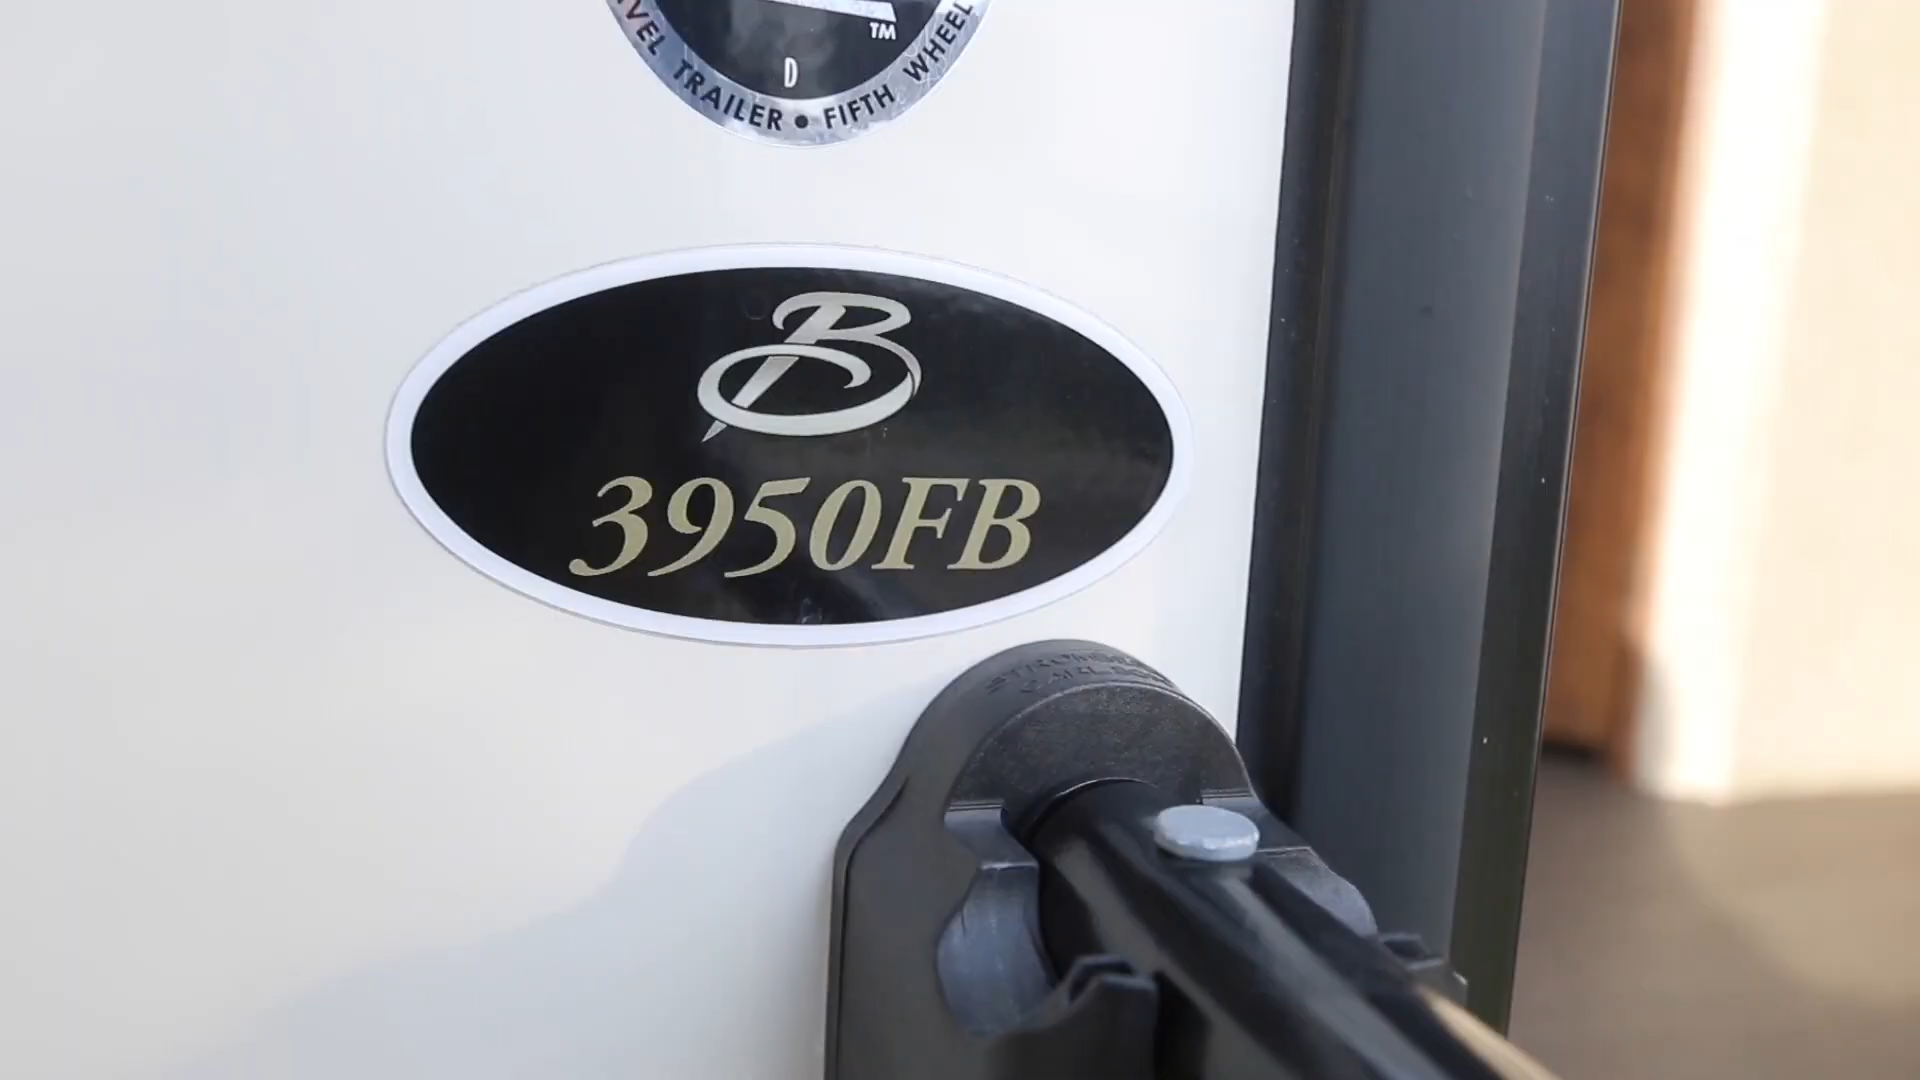 TM
D
TRAILER • FIFTH WHEEL
B
3950FB